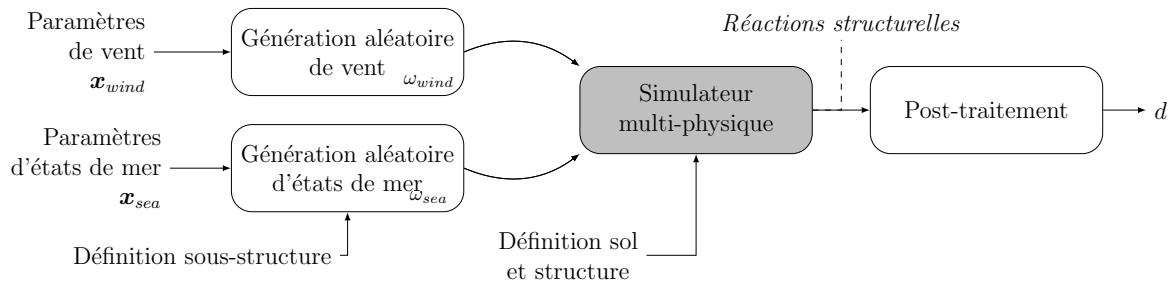 Paramètres
de vent
x_wind
Génération aléatoire
de vent
ω_wind
Réactions structurelles
Simulateur
multi-physique
Post-traitement
d
Paramètres
d'états de mer
x_sea
Génération aléatoire
d'états de mer
ω_sea
Définition sous-structure
Définition sol
et structure